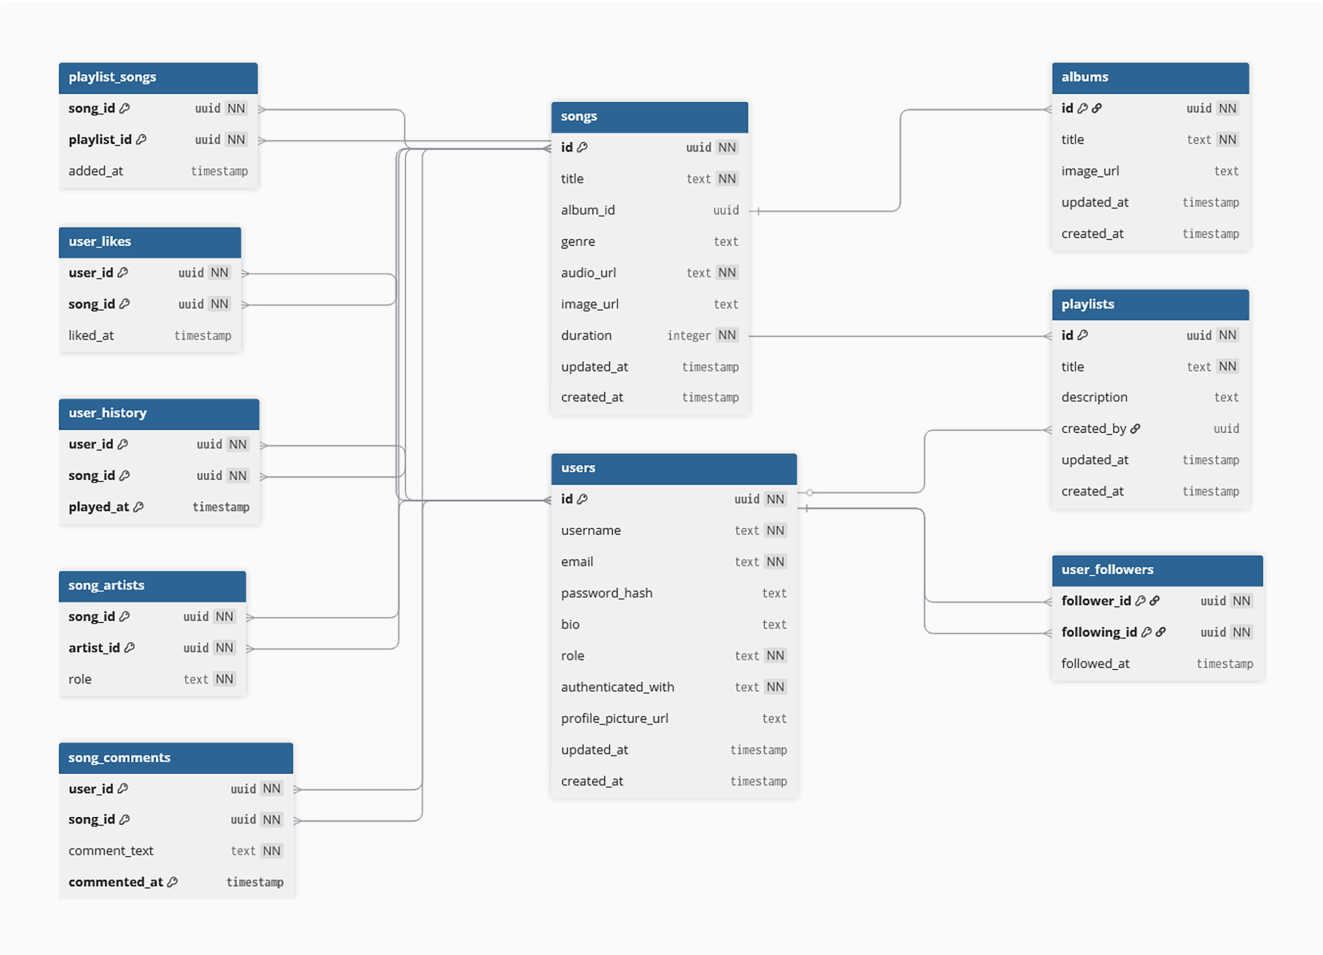 playlist_songs
song_id uuid NN
playlist_id uuid NN
added_at timestamp
user_likes
user_id uuid NN
song_id uuid NN
liked_at timestamp
user_history
user_id uuid NN
song_id uuid NN
played_at timestamp
song_artists
song_id uuid NN
artist_id uuid NN
role text NN
song_comments
user_id uuid NN
song_id uuid NN
comment_text text NN
commented_at timestamp
songs
id uuid NN
title text NN
album_id uuid
genre text
audio_url text NN
image_url text
duration integer NN
updated_at timestamp
created_at timestamp
users
id uuid NN
username text NN
email text NN
password_hash text
bio text
role text NN
authenticated_with text NN
profile_picture_url text
updated_at timestamp
created_at timestamp
albums
id uuid NN
title text NN
image_url text
updated_at timestamp
created_at timestamp
playlists
id uuid NN
title text NN
description text
created_by uuid
updated_at timestamp
created_at timestamp
user_followers
follower_id uuid NN
following_id uuid NN
followed_at timestamp